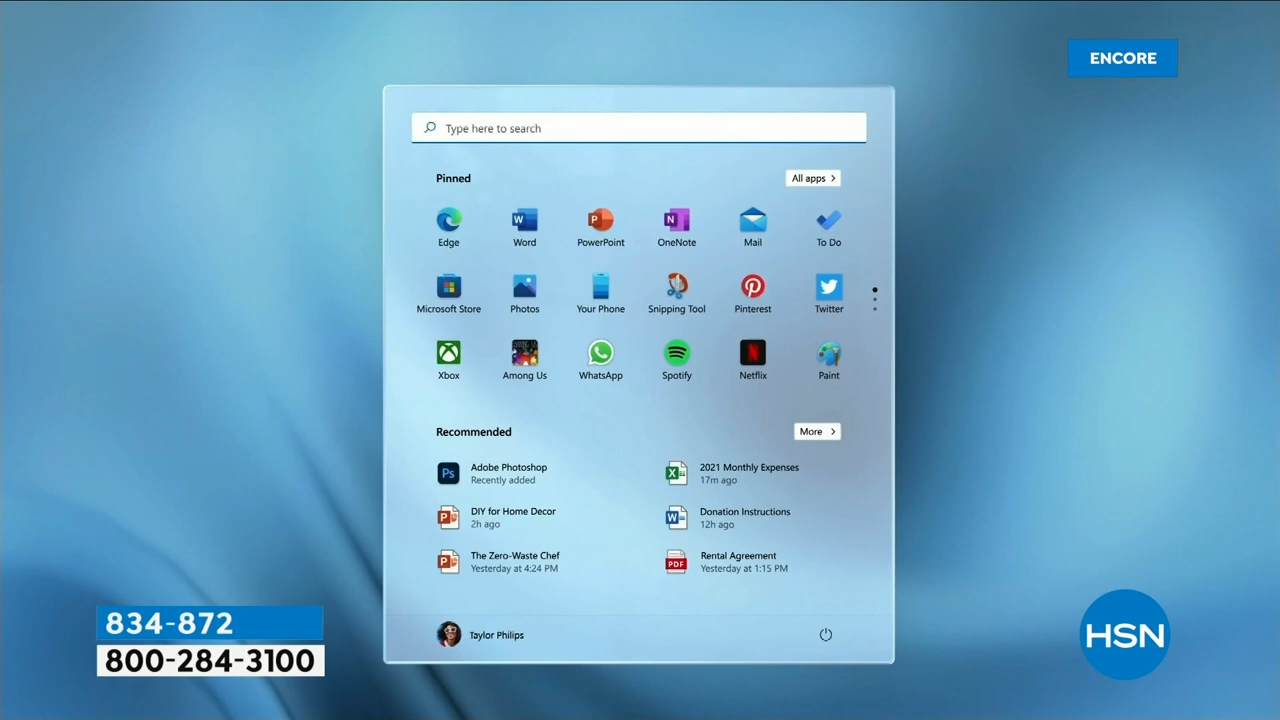 ENCORE
Type here to search
Pinned
All apps >
Edge
Word
PowerPoint
OneNote
Mail
To Do
Microsoft Store
Photos
Your Phone
Snipping Tool
Pinterest
Twitter
Xbox
Among Us
WhatsApp
Spotify
Netflix
Paint
Recommended
More >
Ps
Adobe Photoshop
Recently added
2021 Monthly Expenses
17m ago
DIY for Home Decor
2h ago
Donation Instructions
12h ago
The Zero-Waste Chef
Yesterday at 4:24 PM
PDF
Rental Agreement
Yesterday at 1:15 PM
Taylor Philips
834-872
800-284-3100
HSN